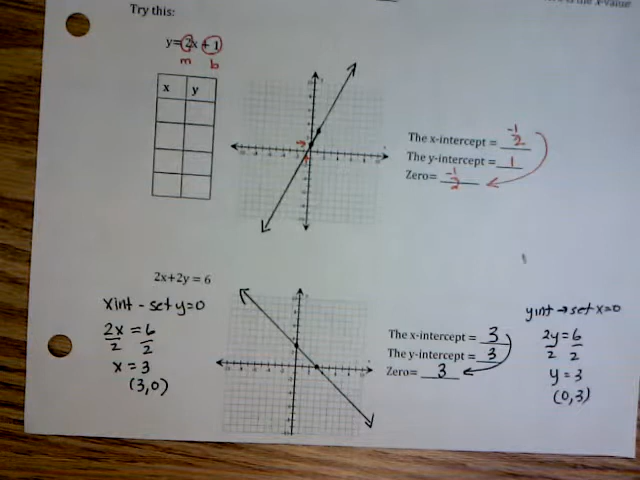 Try this:
x-value
y=2x+1
m b
x y
The x-intercept = -1/2
The y-intercept = 1
Zero= -1/2
2x+2y = 6
xint - set y=0
2x = 6
2 2
x = 3
(3,0)
The x-intercept = 3
The y-intercept = 3
Zero= 3
yint → set x=0
2y=6
2 2
y = 3
(0,3)